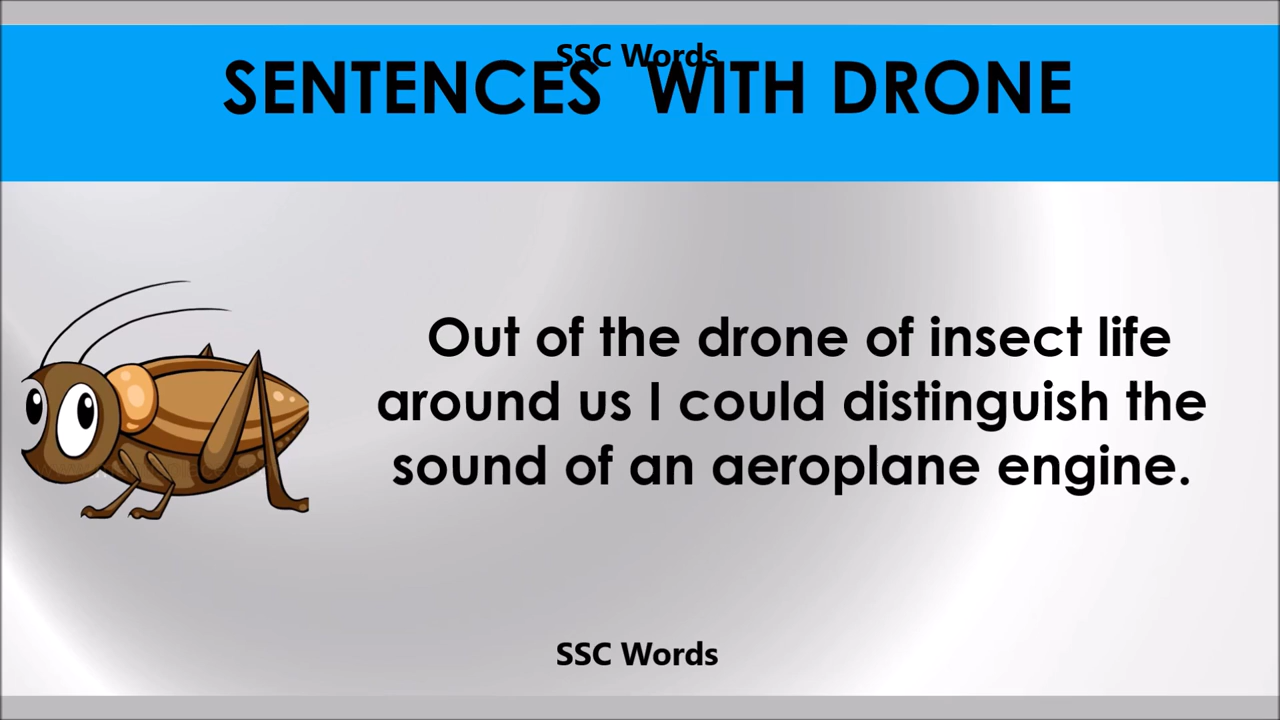 SSC Words
SENTENCES WITH DRONE
Out of the drone of insect life
around us I could distinguish the
sound of an aeroplane engine.
SSC Words